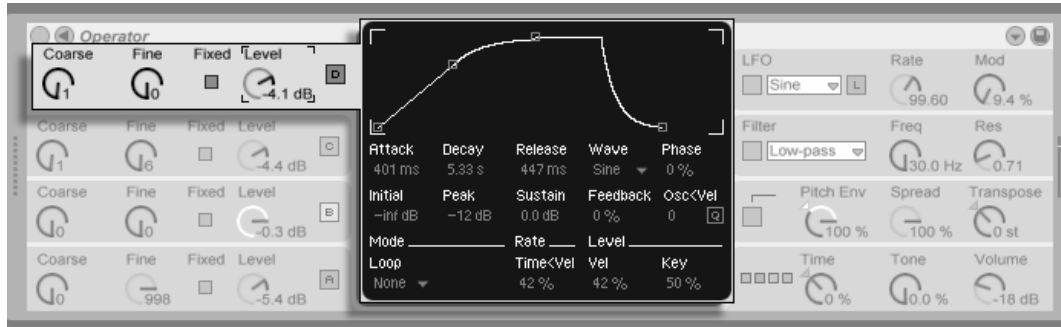 Operator
Coarse Fine Fixed Level
1 0 -4.1 dB D
Coarse Fine Fixed Level
1 6 -4.4 dB C
Coarse Fine Fixed Level
0 0 -0.3 dB B
Coarse Fine Fixed Level
0 998 -5.4 dB A
Attack Decay Release Wave Phase
401 ms 5.33 s 447 ms Sine 0 %
Initial Peak Sustain Feedback Osc<Vel
-inf dB -12 dB 0.0 dB 0 % 0 Q
Mode Rate Level
Loop Time<Vel Vel Key
None 42 % 42 % 50 %
LFO Rate Mod
Sine L 99.60 9.4 %
Filter Freq Res
Low-pass 30.0 Hz 0.71
Pitch Env Spread Transpose
100 % 100 % 0 st
Time Tone Volume
0 % 0.0 % -18 dB